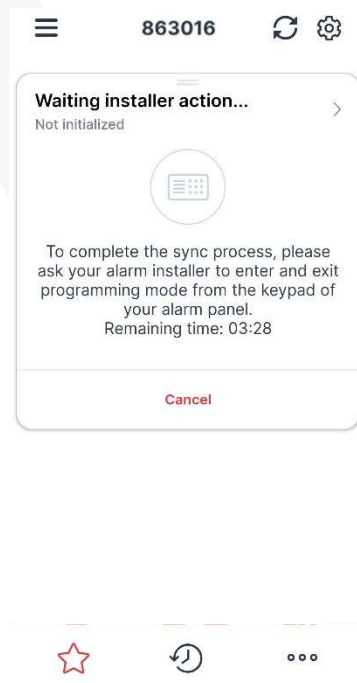 863016
Waiting installer action...
Not initialized
To complete the sync process, please
ask your alarm installer to enter and exit
programming mode from the keypad of
your alarm panel.
Remaining time: 03:28
Cancel